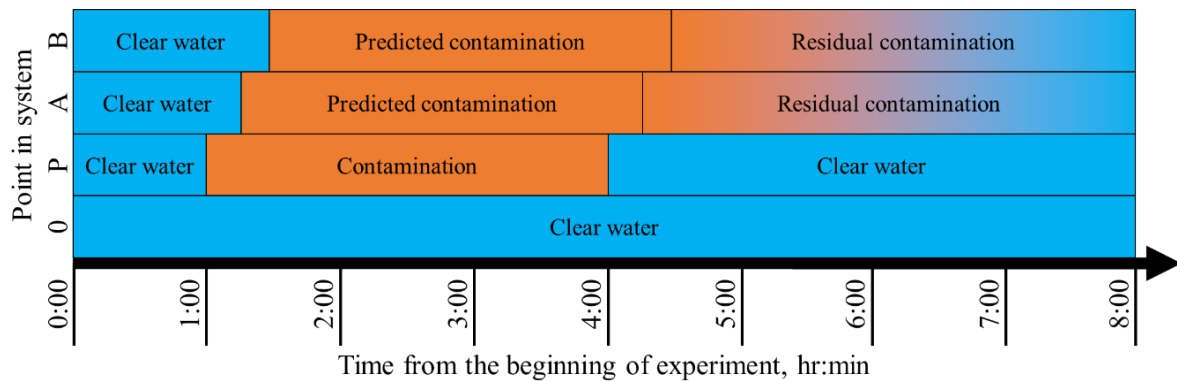 Point in system
B
Clear water
Predicted contamination
Residual contamination
A
Clear water
Predicted contamination
Residual contamination
P
Clear water
Contamination
Clear water
0
Clear water
0:00
1:00
2:00
3:00
4:00
5:00
6:00
7:00
8:00
Time from the beginning of experiment, hr:min